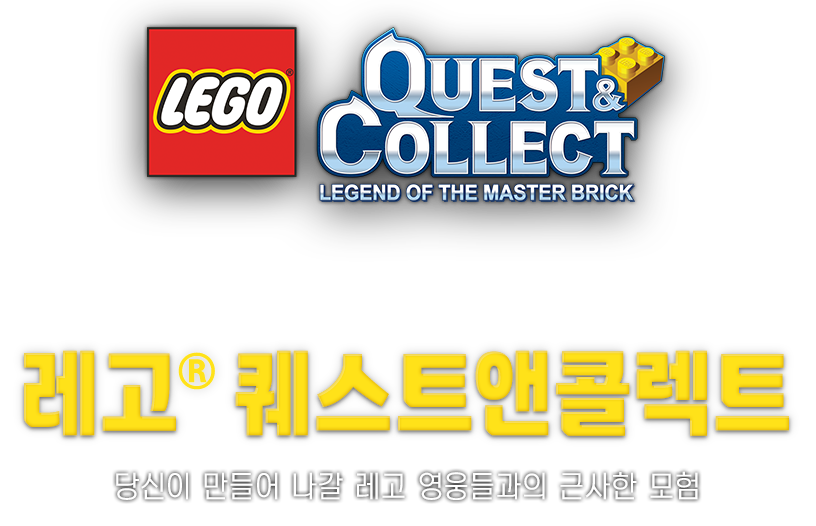 LEGO®
QUEST &
COLLECT
LEGEND OF THE MASTER BRICK
레고® 퀘스트앤콜렉트
당신이 만들어 나갈 레고 영웅들과의 근사한 모험